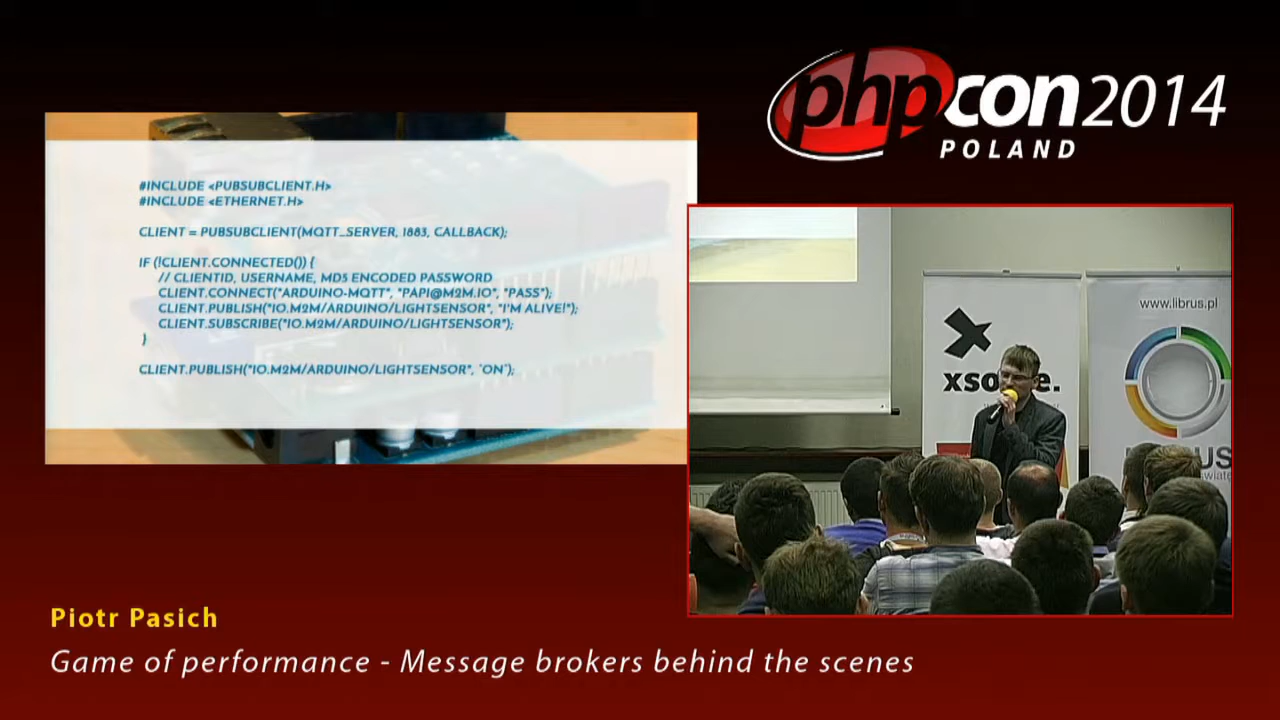 phpcon2014
POLAND
#INCLUDE <PUBSUBCLIENT.H>
#INCLUDE <ETHERNET.H>
CLIENT = PUBSUBCLIENT(MQTT_SERVER, 1883, CALLBACK);
IF (!CLIENT.CONNECTED()) {
// CLIENTID, USERNAME, MD5 ENCODED PASSWORD
CLIENT.CONNECT("ARDUINO-MQTT", "PAPI@M2M.IO", "PASS");
CLIENT.PUBLISH("IO.M2M/ARDUINO/LIGHTSENSOR", "I'M ALIVE!");
CLIENT.SUBSCRIBE("IO.M2M/ARDUINO/LIGHTSENSOR");
}
CLIENT.PUBLISH("IO.M2M/ARDUINO/LIGHTSENSOR", "ON");
www.librus.pl
Piotr Pasich
Game of performance - Message brokers behind the scenes